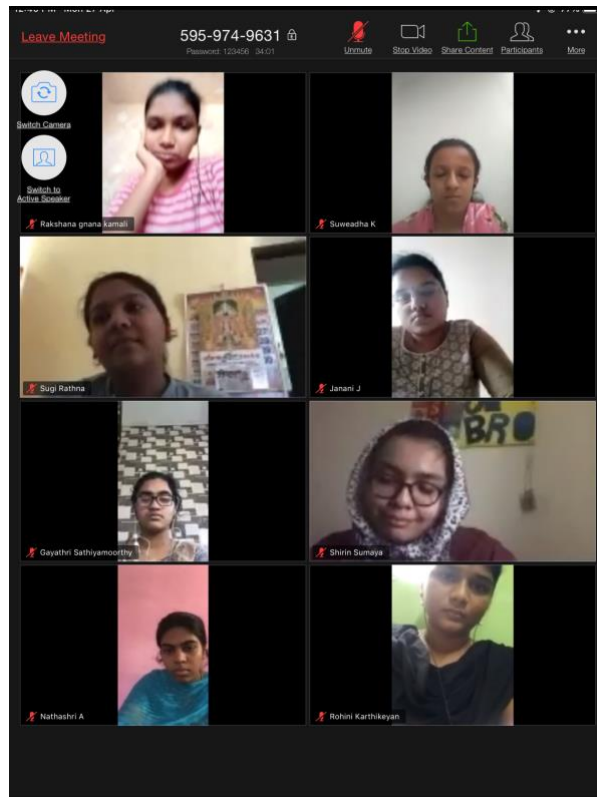 Leave Meeting
595-974-9631
Password: 123456 34:01
Unmute
Stop Video
Share Content
Participants
More
Switch Camera
Switch to
Active Speaker
Rakshana gnana kamali
Suweadha K
Sugi Rathna
Janani J
BRO
Gayathri Sathiyamoorthy
Shirin Sumaya
Nathashri A
Rohini Karthikeyan